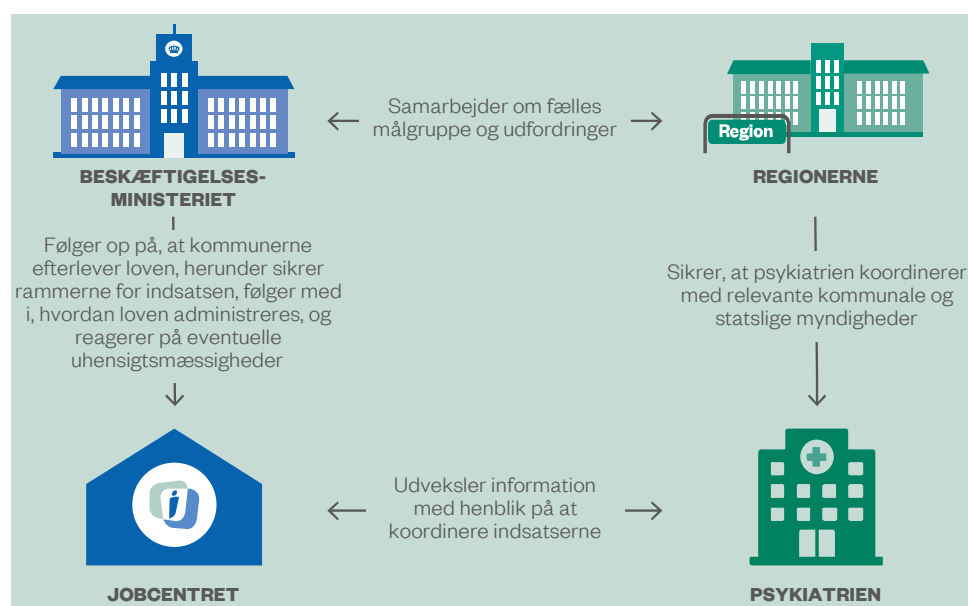 Samarbejder om fælles
målgruppe og udfordringer
Region
BESKÆFTIGELSES-
MINISTERIET
REGIONERNE
Følger op på, at kommunerne
efterlever loven, herunder sikrer
rammerne for indsatsen, følger med
i, hvordan loven administreres, og
reagerer på eventuelle
uhensigtsmæssigheder
Sikrer, at psykiatrien koordinerer
med relevante kommunale og
statslige myndigheder
Udveksler information
med henblik på at
koordinere indsatserne
JOBCENTRET
PSYKIATRIEN